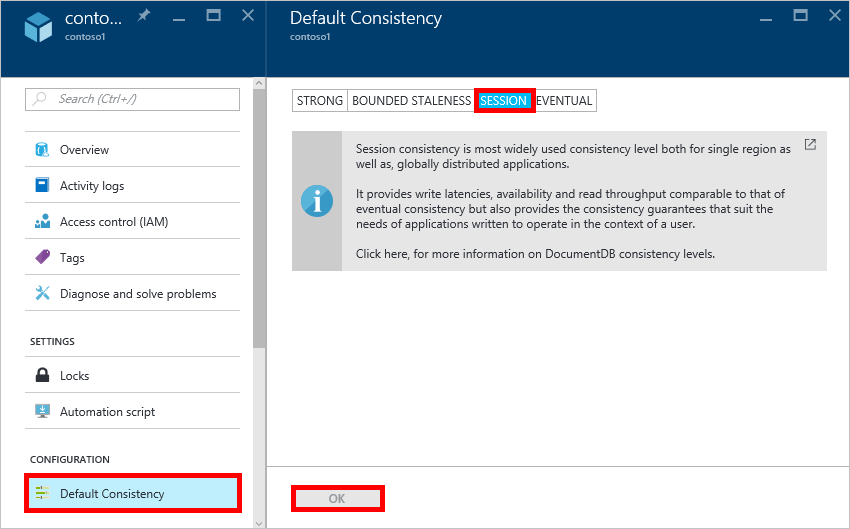 conto...
contoso1
Search (Ctrl+/)
Overview
Activity logs
Access control (IAM)
Tags
Diagnose and solve problems
SETTINGS
Locks
Automation script
CONFIGURATION
Default Consistency
Default Consistency
contoso1
STRONG BOUNDED STALENESS SESSION EVENTUAL
Session consistency is most widely used consistency level both for single region as
well as, globally distributed applications.
It provides write latencies, availability and read throughput comparable to that of
eventual consistency but also provides the consistency guarantees that suit the
needs of applications written to operate in the context of a user.
Click here, for more information on DocumentDB consistency levels.
OK